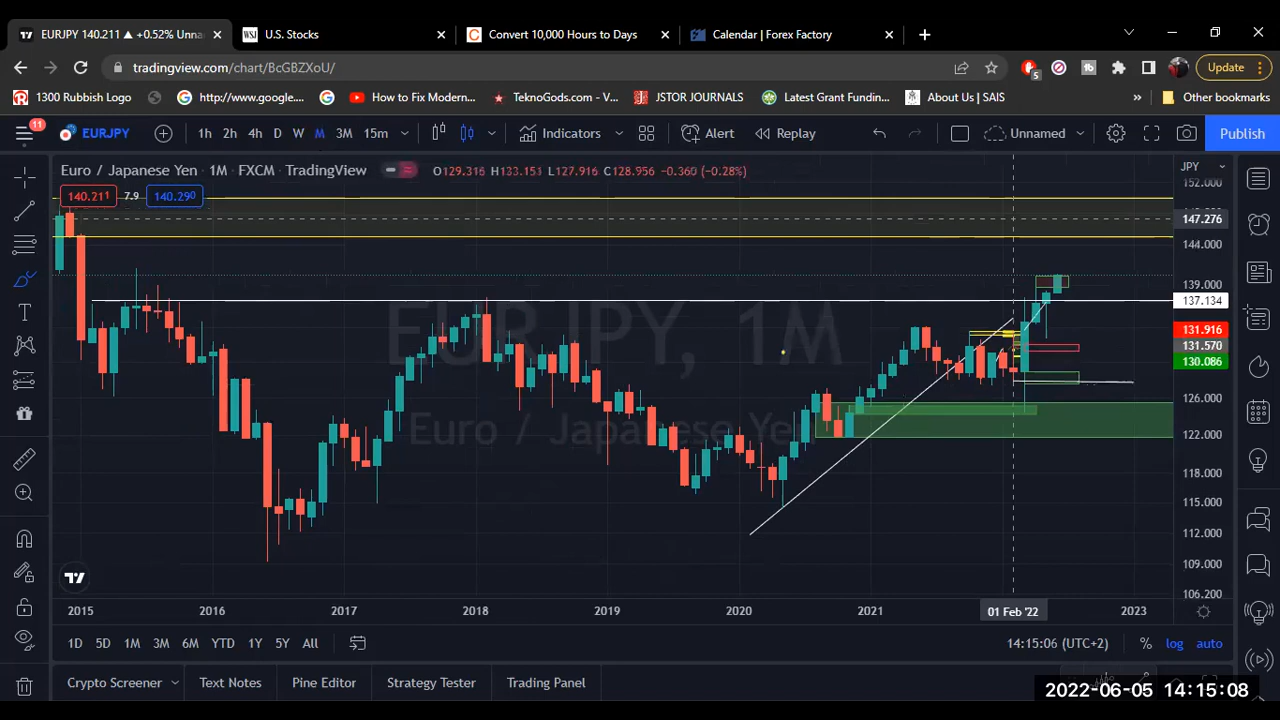 EURJPY 140.211 ▲ +0.52% Unna
U.S. Stocks
Convert 10,000 Hours to Days
Calendar | Forex Factory
tradingview.com/chart/BcGBZXoU/
5
Update
1300 Rubbish Logo
http://www.google....
How to Fix Modern...
TeknoGods.com - V...
JSTOR JOURNALS
Latest Grant Funding...
About Us | SAIS
»
Other bookmarks
11
EURJPY
1h 2h 4h D W M 3M 15m
Indicators
Alert
Replay
Unnamed
Publish
Euro / Japanese Yen · 1M · FXCM · TradingView
O129.316 H133.151 L127.916 C128.956 -0.360 (-0.28%)
JPY
140.211 7.9 140.290
152.000
147.276
144.000
139.000
137.134
131.916
131.570
130.086
126.000
122.000
118.000
115.000
112.000
109.000
106.200
EURJPY, 1M
Euro / Japanese Yen
2015 2016 2017 2018 2019 2020 2021 01 Feb '22 2023
1D 5D 1M 3M 6M YTD 1Y 5Y All
14:15:06 (UTC+2) % log auto
Crypto Screener
Text Notes
Pine Editor
Strategy Tester
Trading Panel
2022-06-05 14:15:08